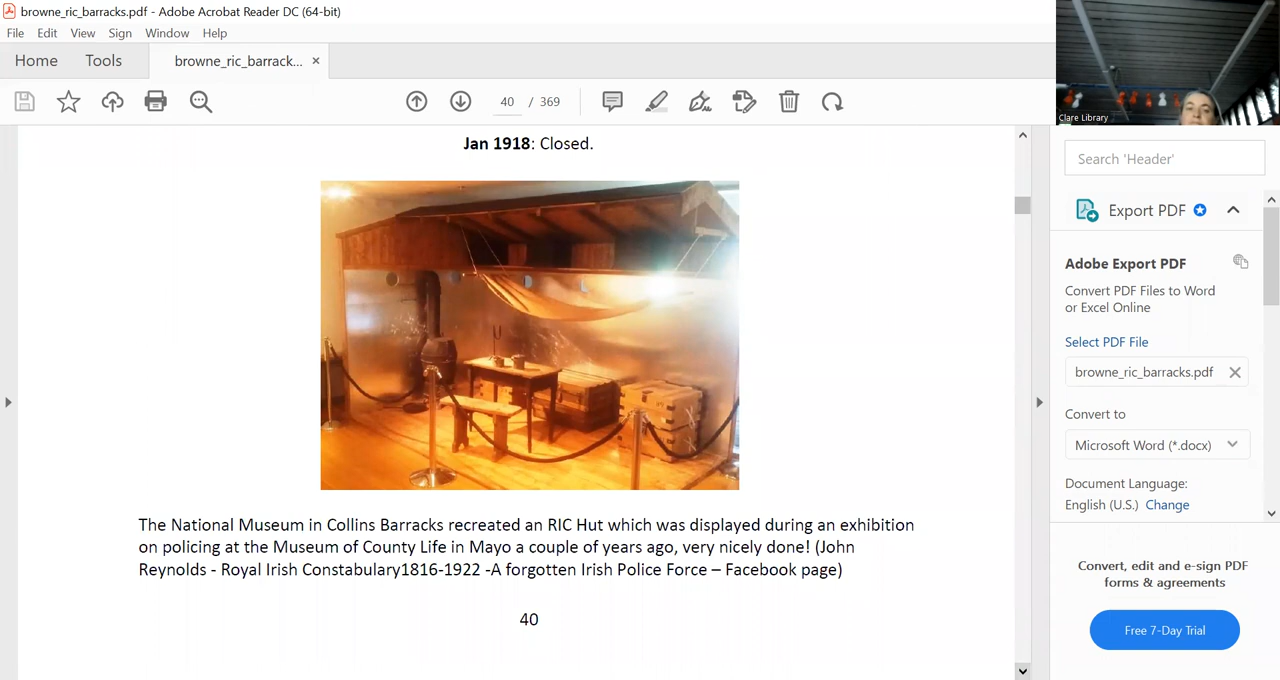 browne_ric_barracks.pdf - Adobe Acrobat Reader DC (64-bit)
File Edit View Sign Window Help
Home Tools browne_ric_barrack... ×
40 / 369
Clare Library
Jan 1918: Closed.
The National Museum in Collins Barracks recreated an RIC Hut which was displayed during an exhibition
on policing at the Museum of County Life in Mayo a couple of years ago, very nicely done! (John
Reynolds - Royal Irish Constabulary1816-1922 -A forgotten Irish Police Force – Facebook page)
40
Search 'Header'
Export PDF
Adobe Export PDF
Convert PDF Files to Word
or Excel Online
Select PDF File
browne_ric_barracks.pdf
Convert to
Microsoft Word (*.docx)
Document Language:
English (U.S.) Change
Convert, edit and e-sign PDF
forms & agreements
Free 7-Day Trial